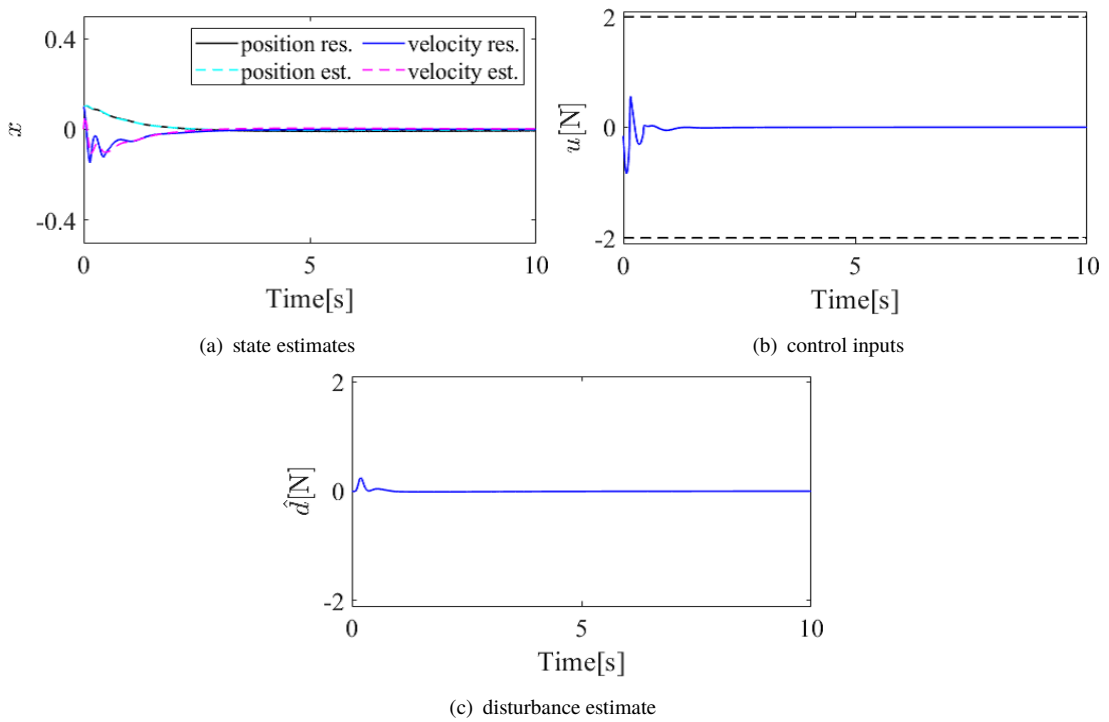 0.4
0
-0.4
x
position res.
velocity res.
position est.
velocity est.
0
5
10
Time[s]
(a) state estimates
2
0
-2
u[N]
0
5
10
Time[s]
(b) control inputs
2
0
-2
d̂[N]
0
5
10
Time[s]
(c) disturbance estimate